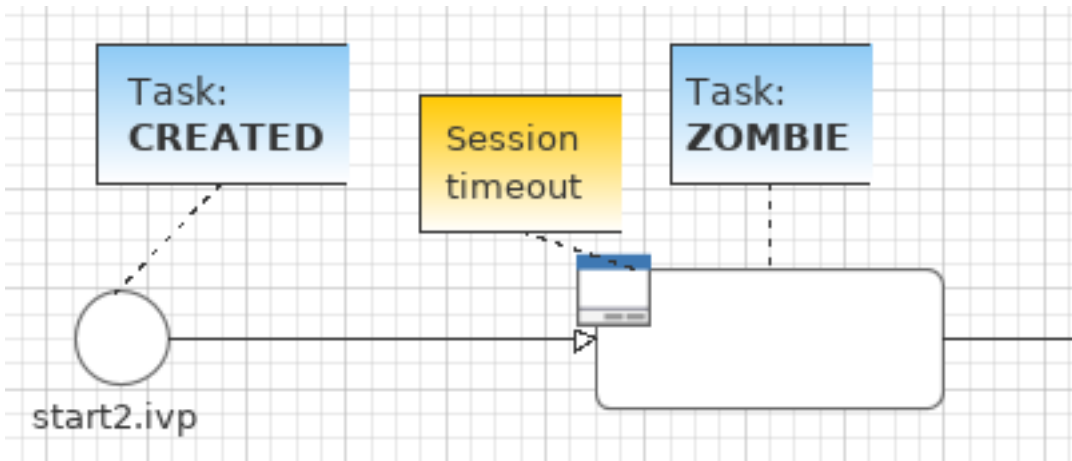 Task:
CREATED
Session
timeout
Task:
ZOMBIE
start2.ivp